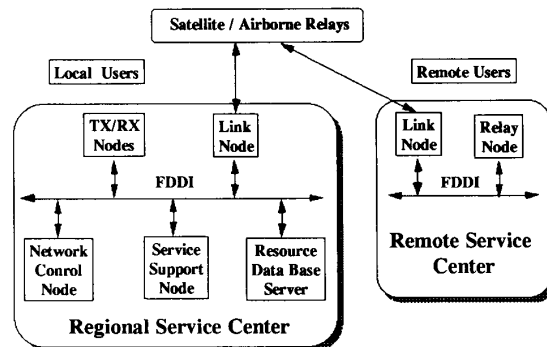 Satellite / Airborne Relays
Local Users
Remote Users
TX/RX
Nodes
Link
Node
FDDI
Network
Conrol
Node
Service
Support
Node
Resource
Data Base
Server
Regional Service Center
Link
Node
Relay
Node
FDDI
Remote Service
Center